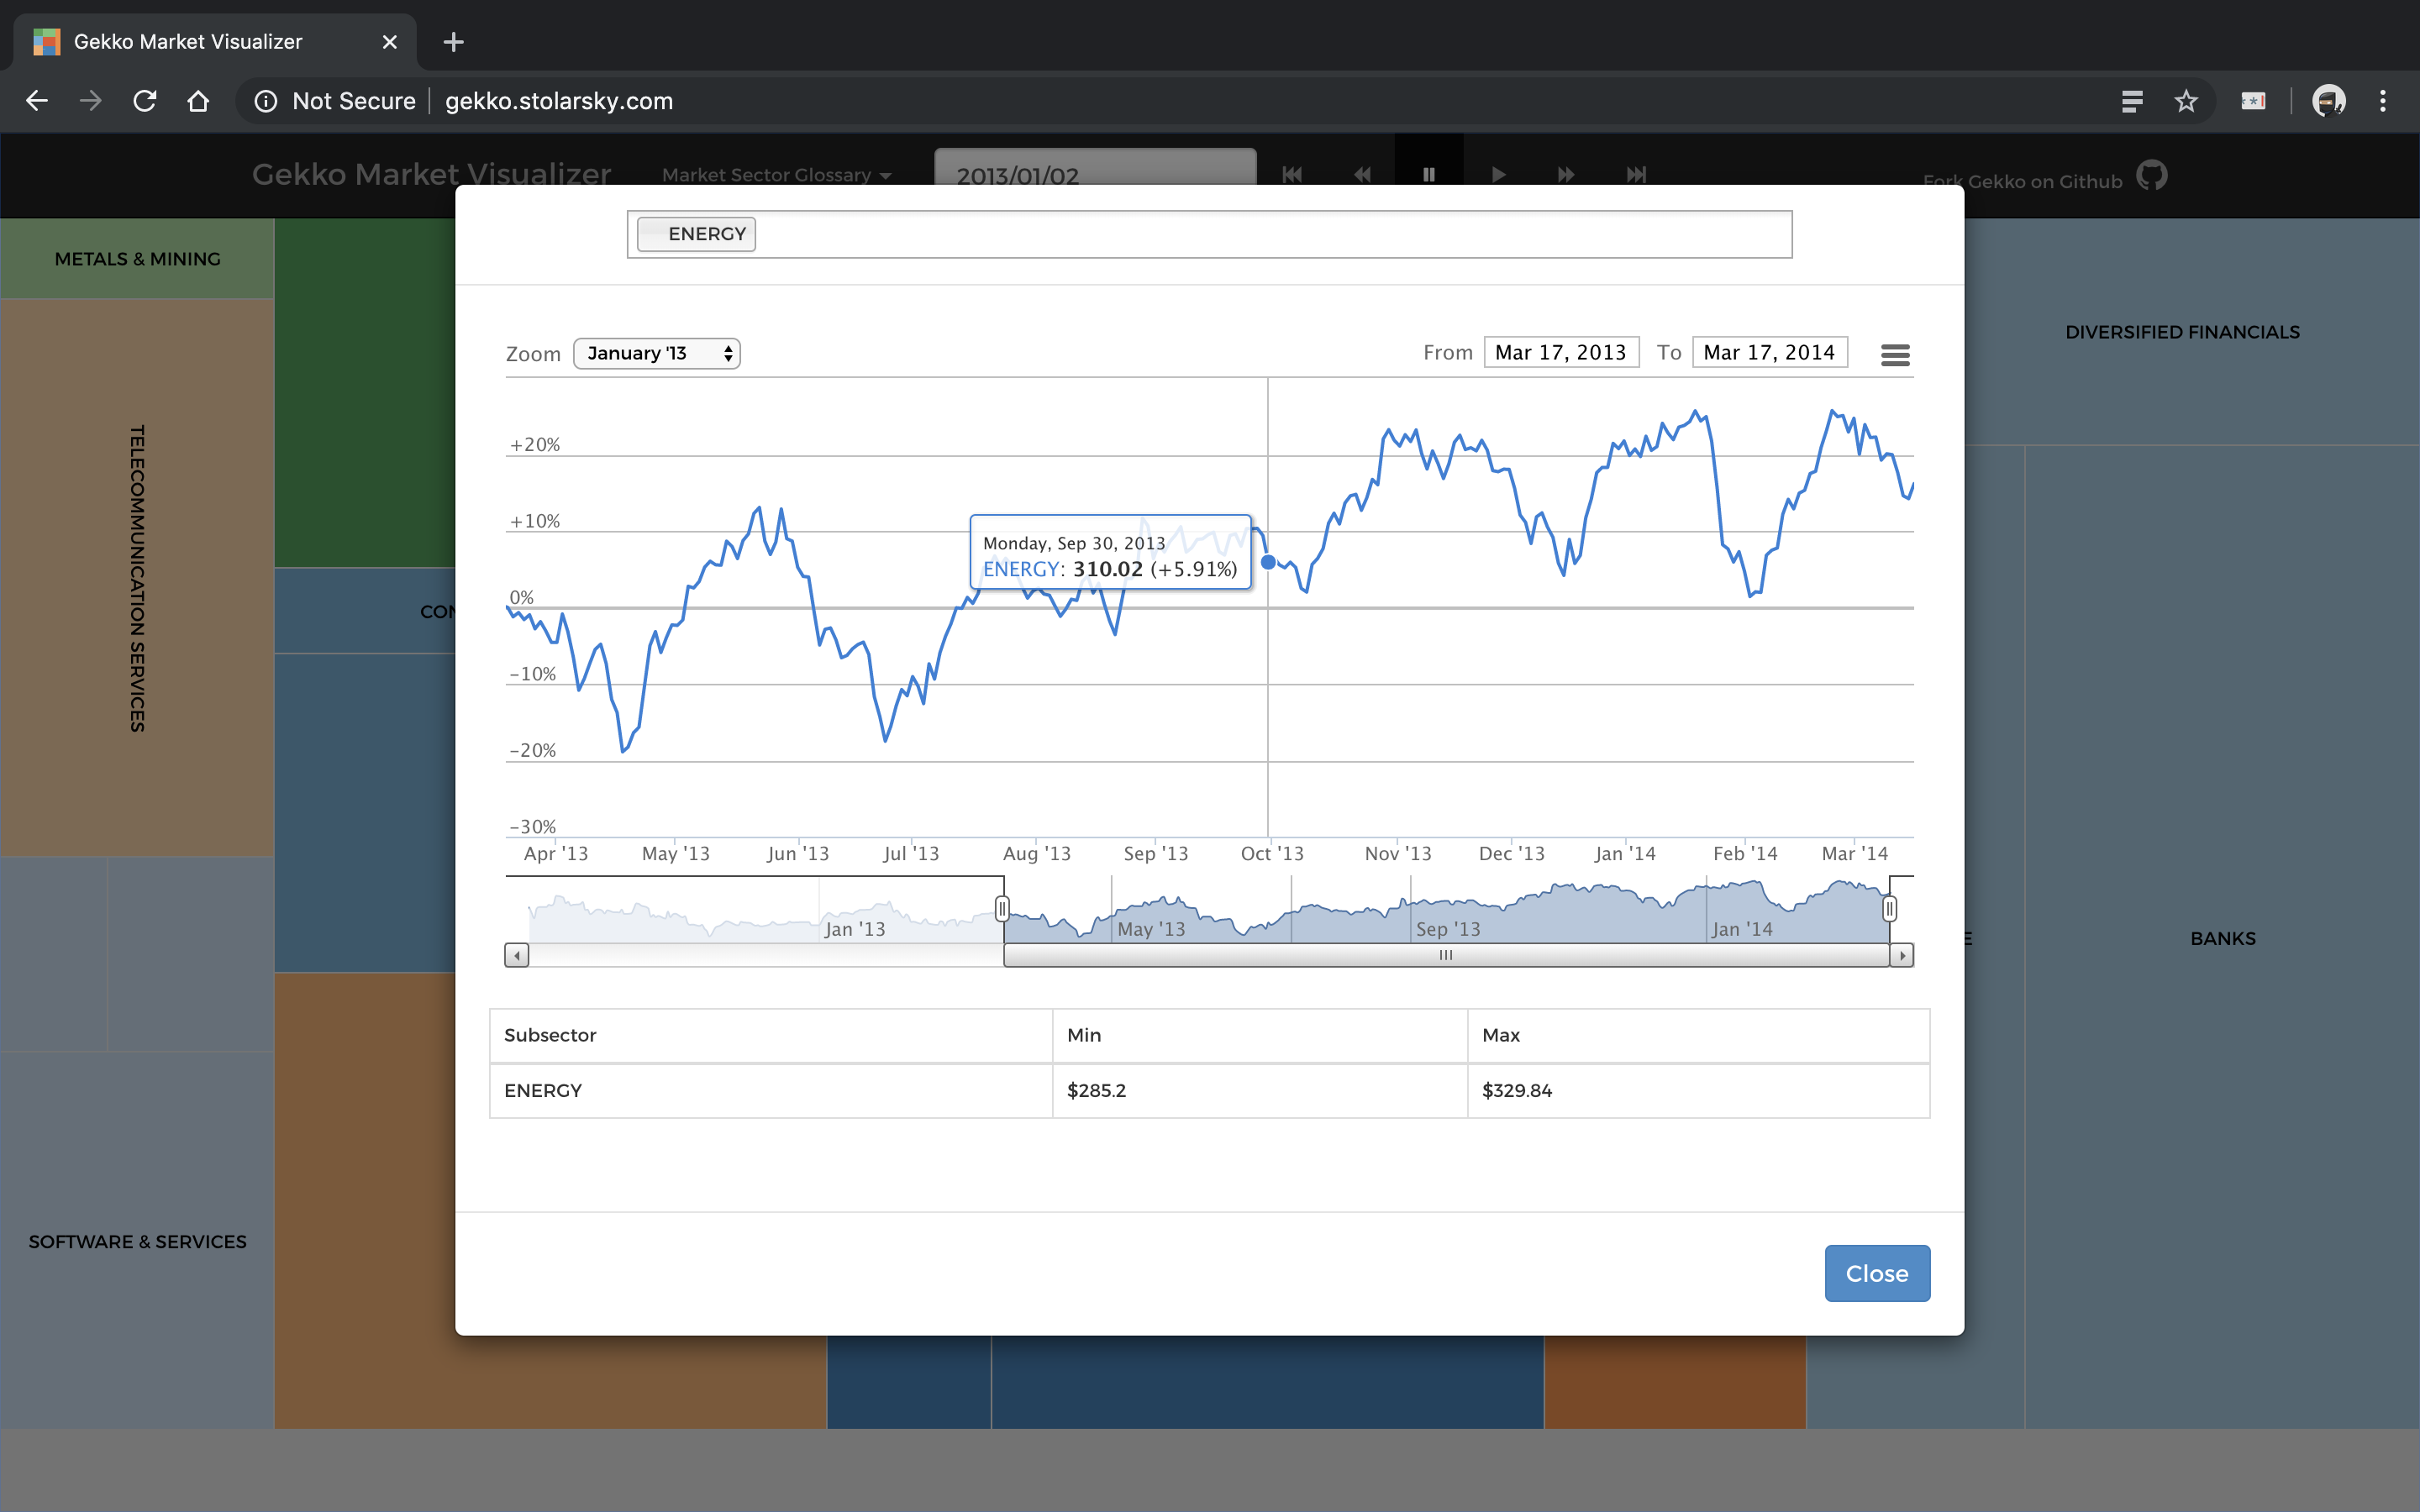 Gekko Market Visualizer
Not Secure
gekko.stolarsky.com
Gekko Market Visualizer
Market Sector Glossary
2013/01/02
Fork Gekko on Github
METALS & MINING
TELECOMMUNICATION SERVICES
SOFTWARE & SERVICES
CON
DIVERSIFIED FINANCIALS
E
BANKS
ENERGY
Zoom
January '13
From
Mar 17, 2013
To
Mar 17, 2014
+20%
+10%
0%
-10%
-20%
-30%
Monday, Sep 30, 2013
ENERGY: 310.02 (+5.91%)
Apr '13
May '13
Jun '13
Jul '13
Aug '13
Sep '13
Oct '13
Nov '13
Dec '13
Jan '14
Feb '14
Mar '14
Jan '13
May '13
Sep '13
Jan '14
Subsector
Min
Max
ENERGY
$285.2
$329.84
Close